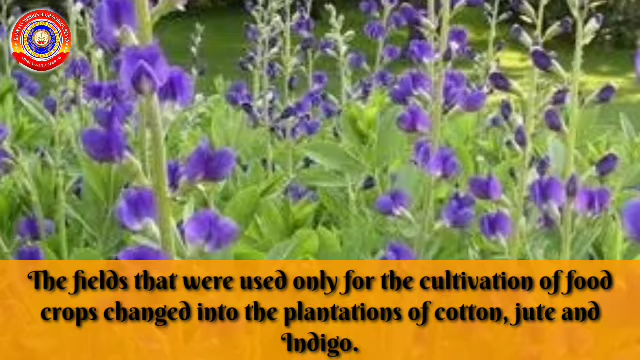 The fields that were used only for the cultivation of food
crops changed into the plantations of cotton, jute and
Indigo.